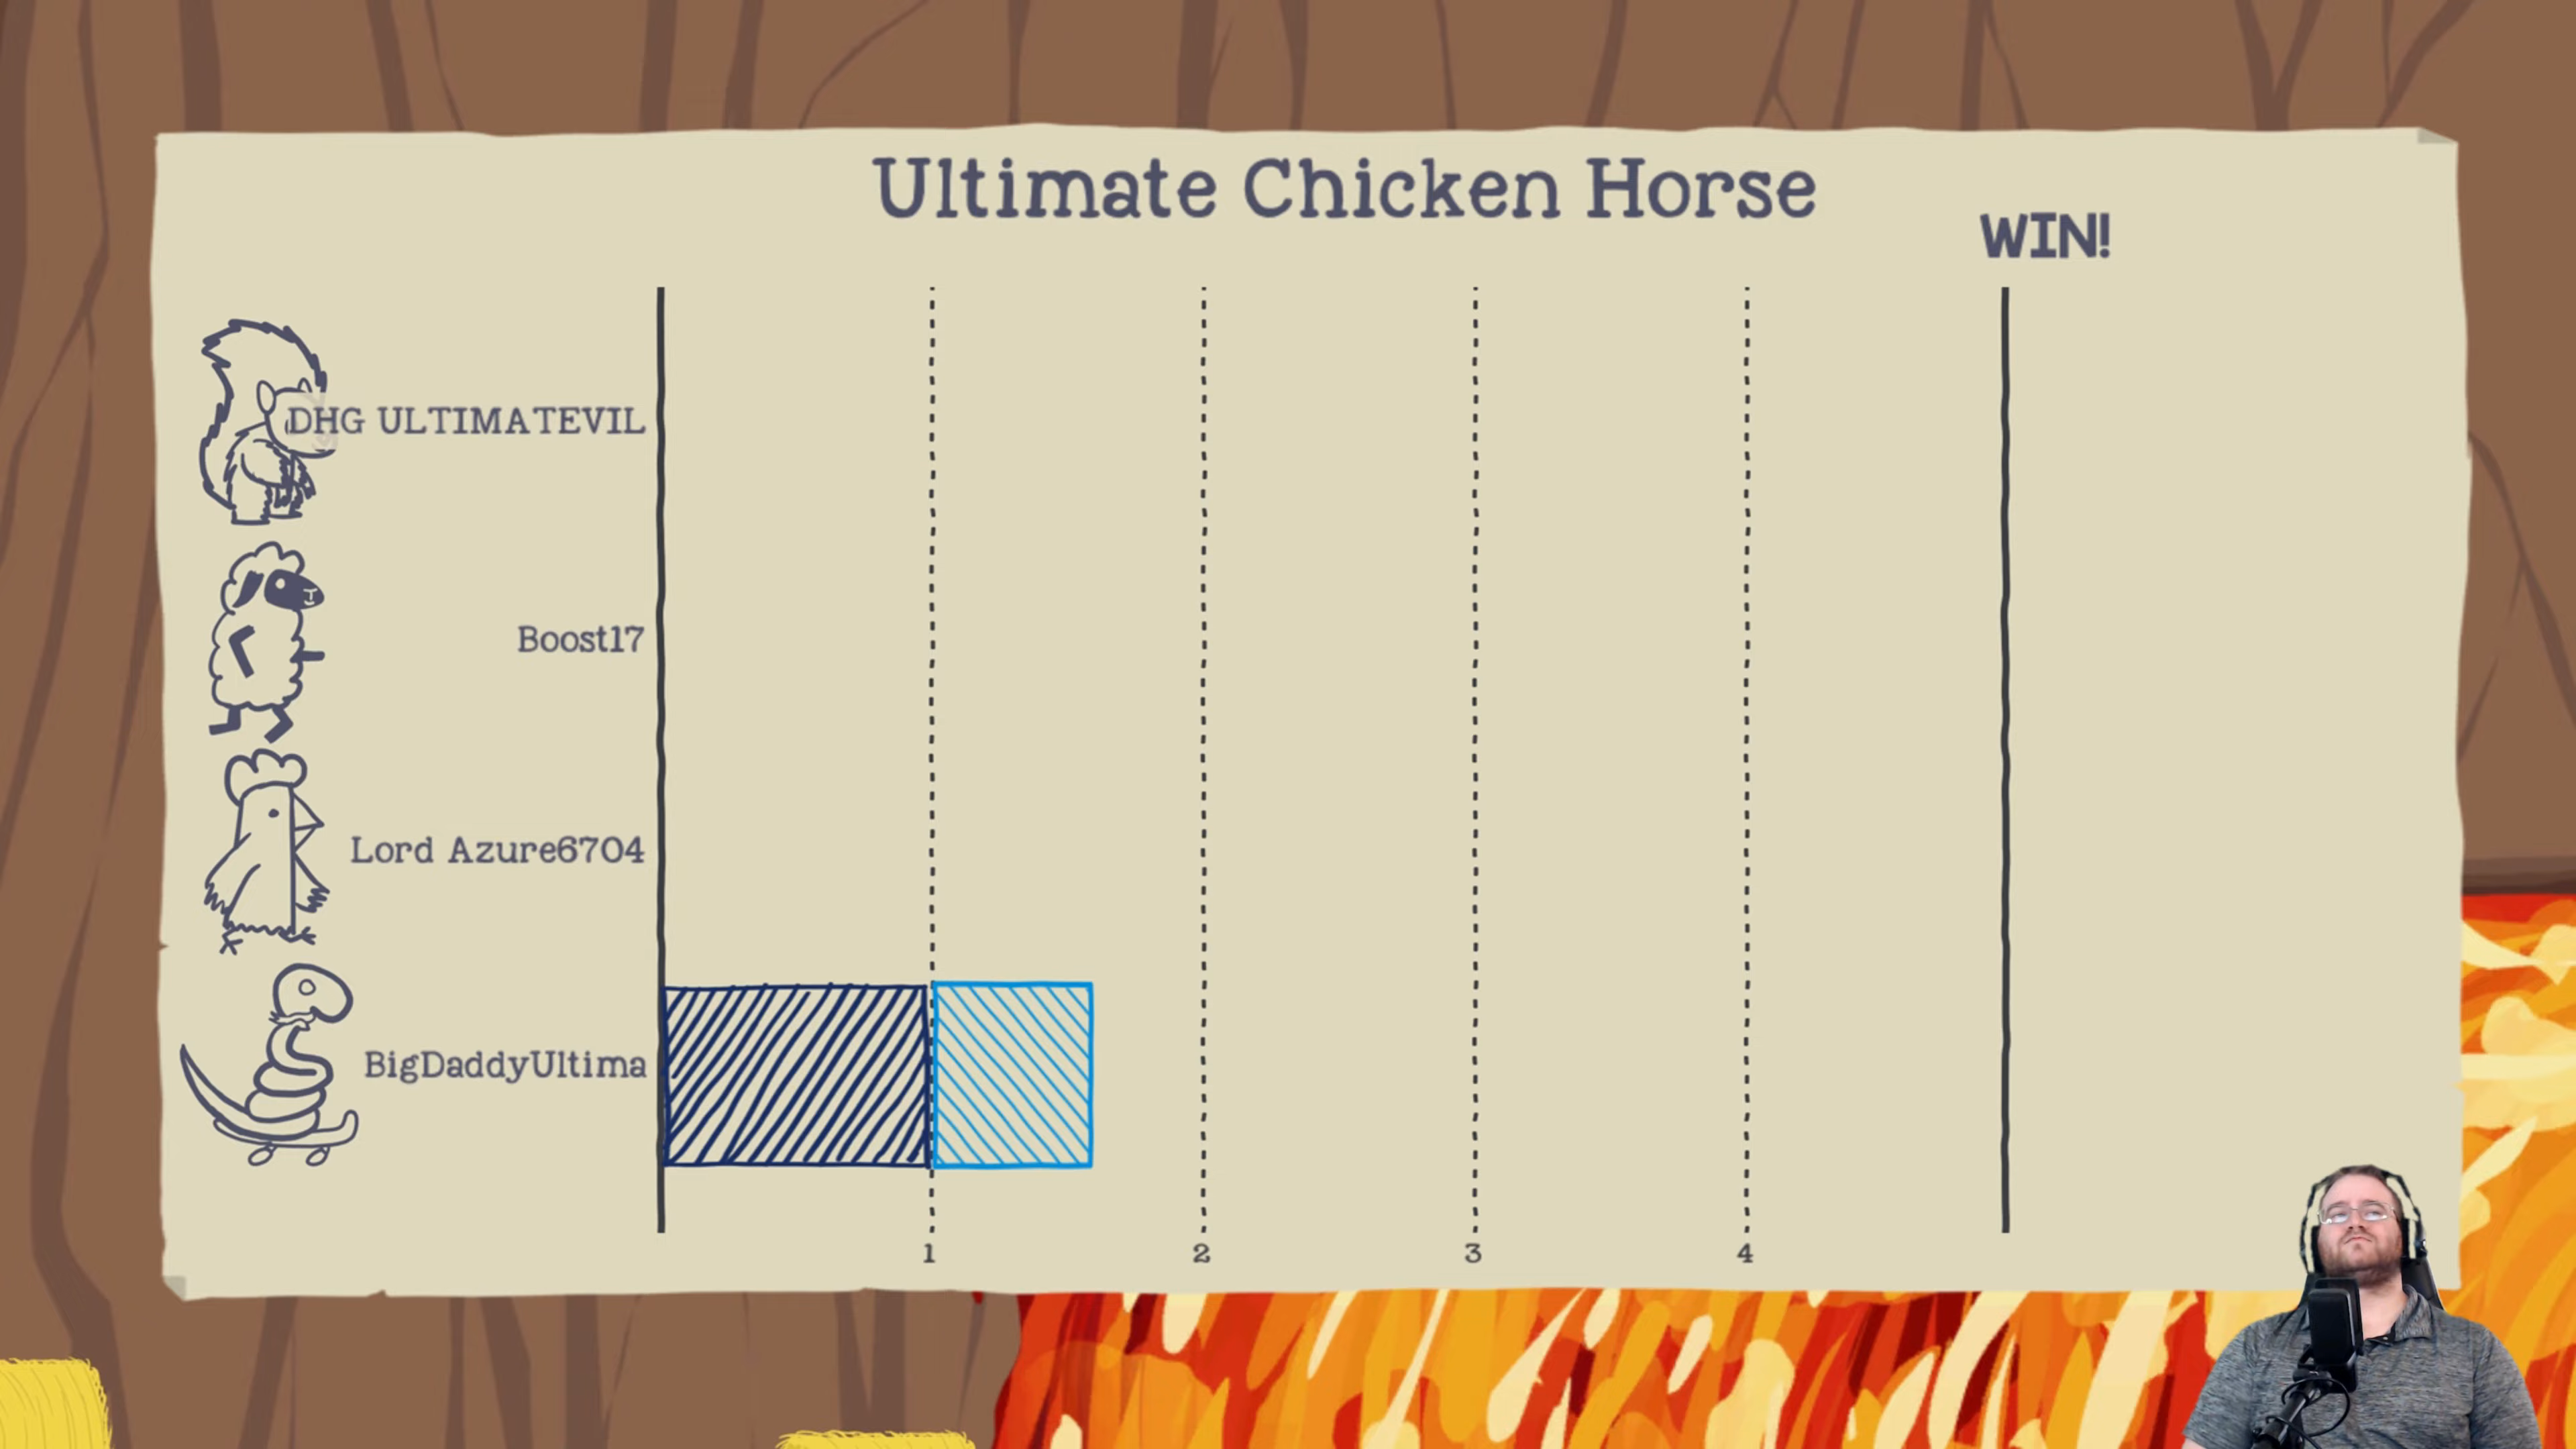 Ultimate Chicken Horse
WIN!
DHG ULTIMATEVIL
Boost17
Lord Azure6704
BigDaddyUltima
1 2 3 4